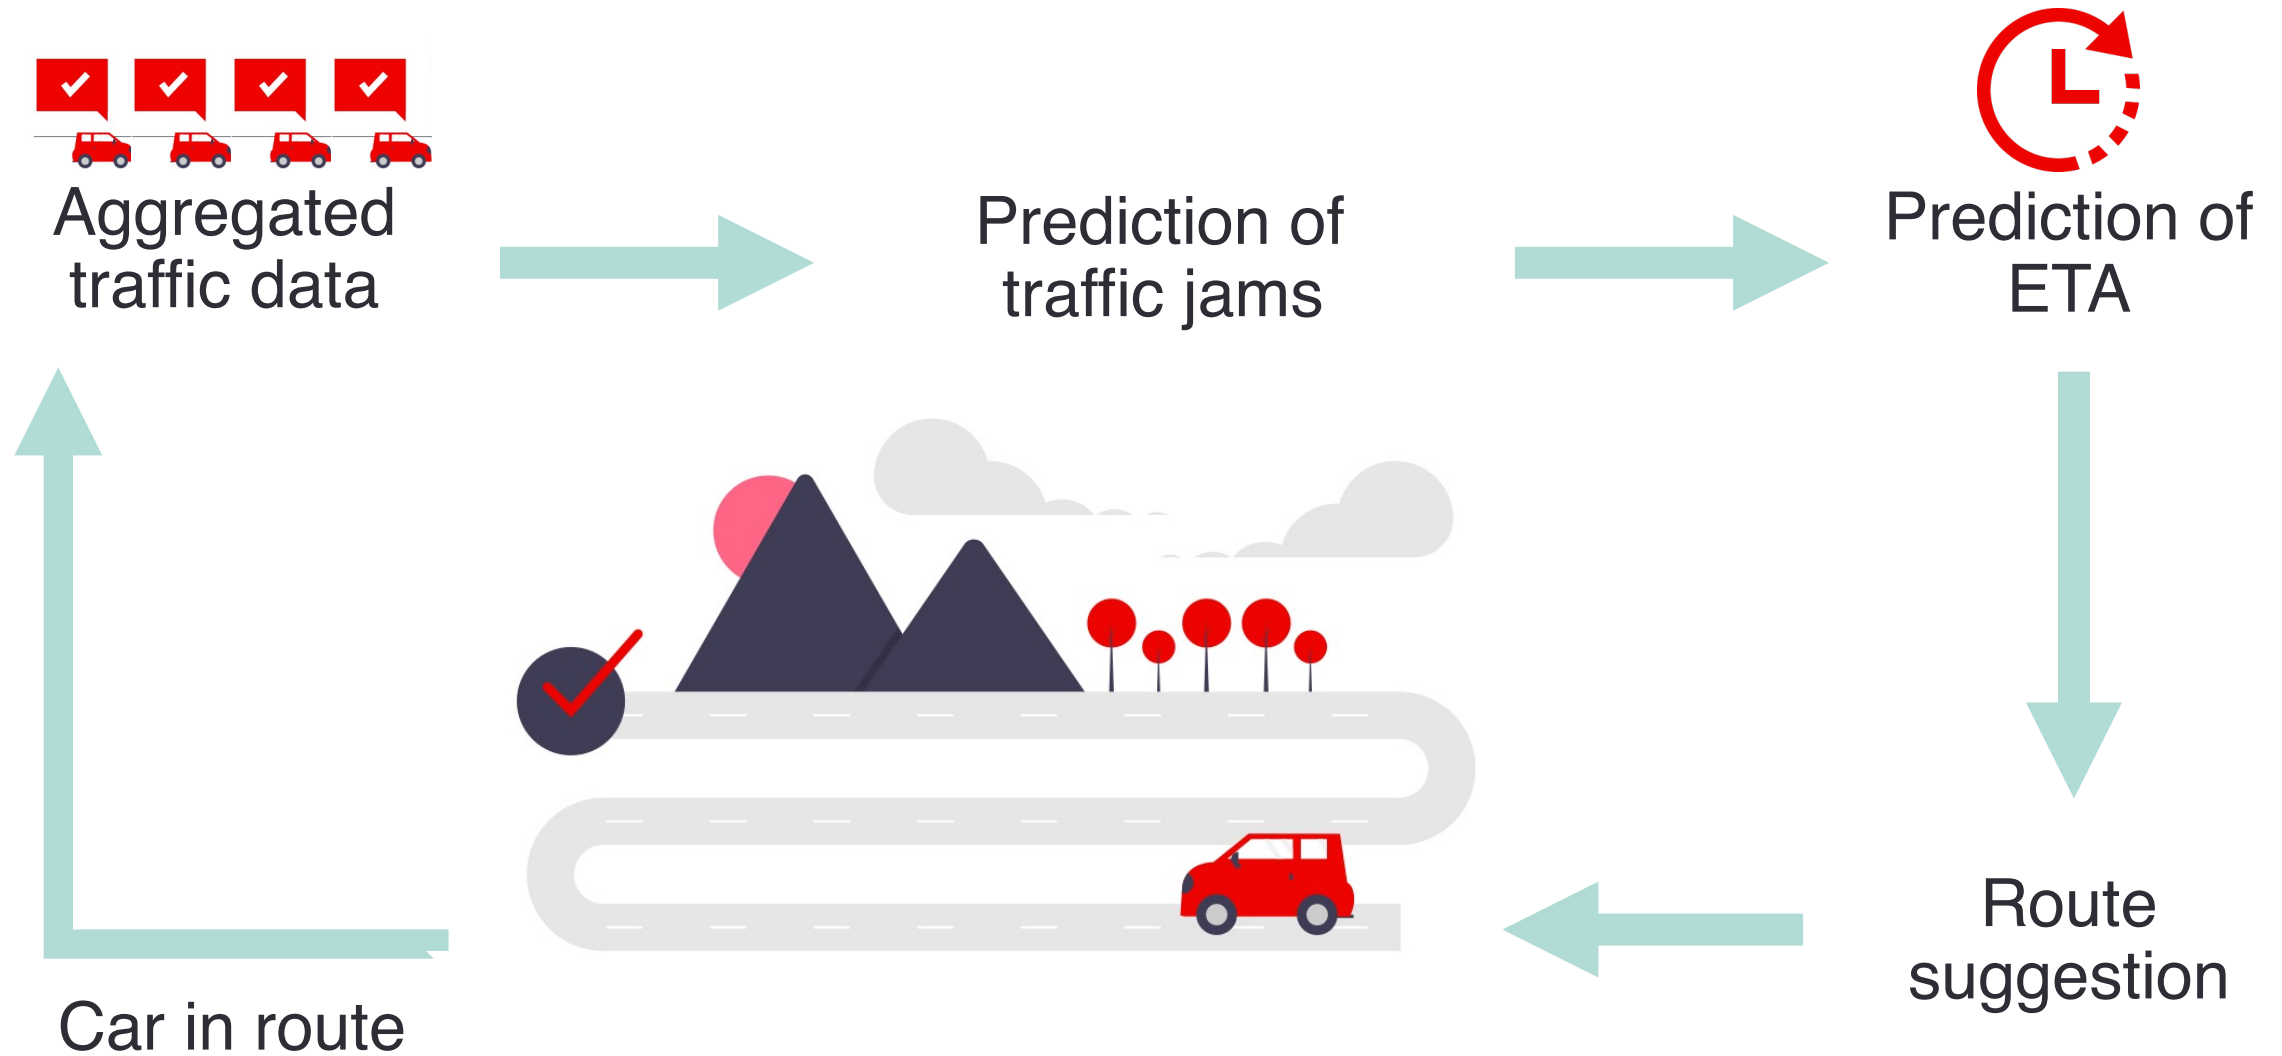 Aggregated
traffic data
Prediction of
traffic jams
Prediction of
ETA
Route
suggestion
Car in route